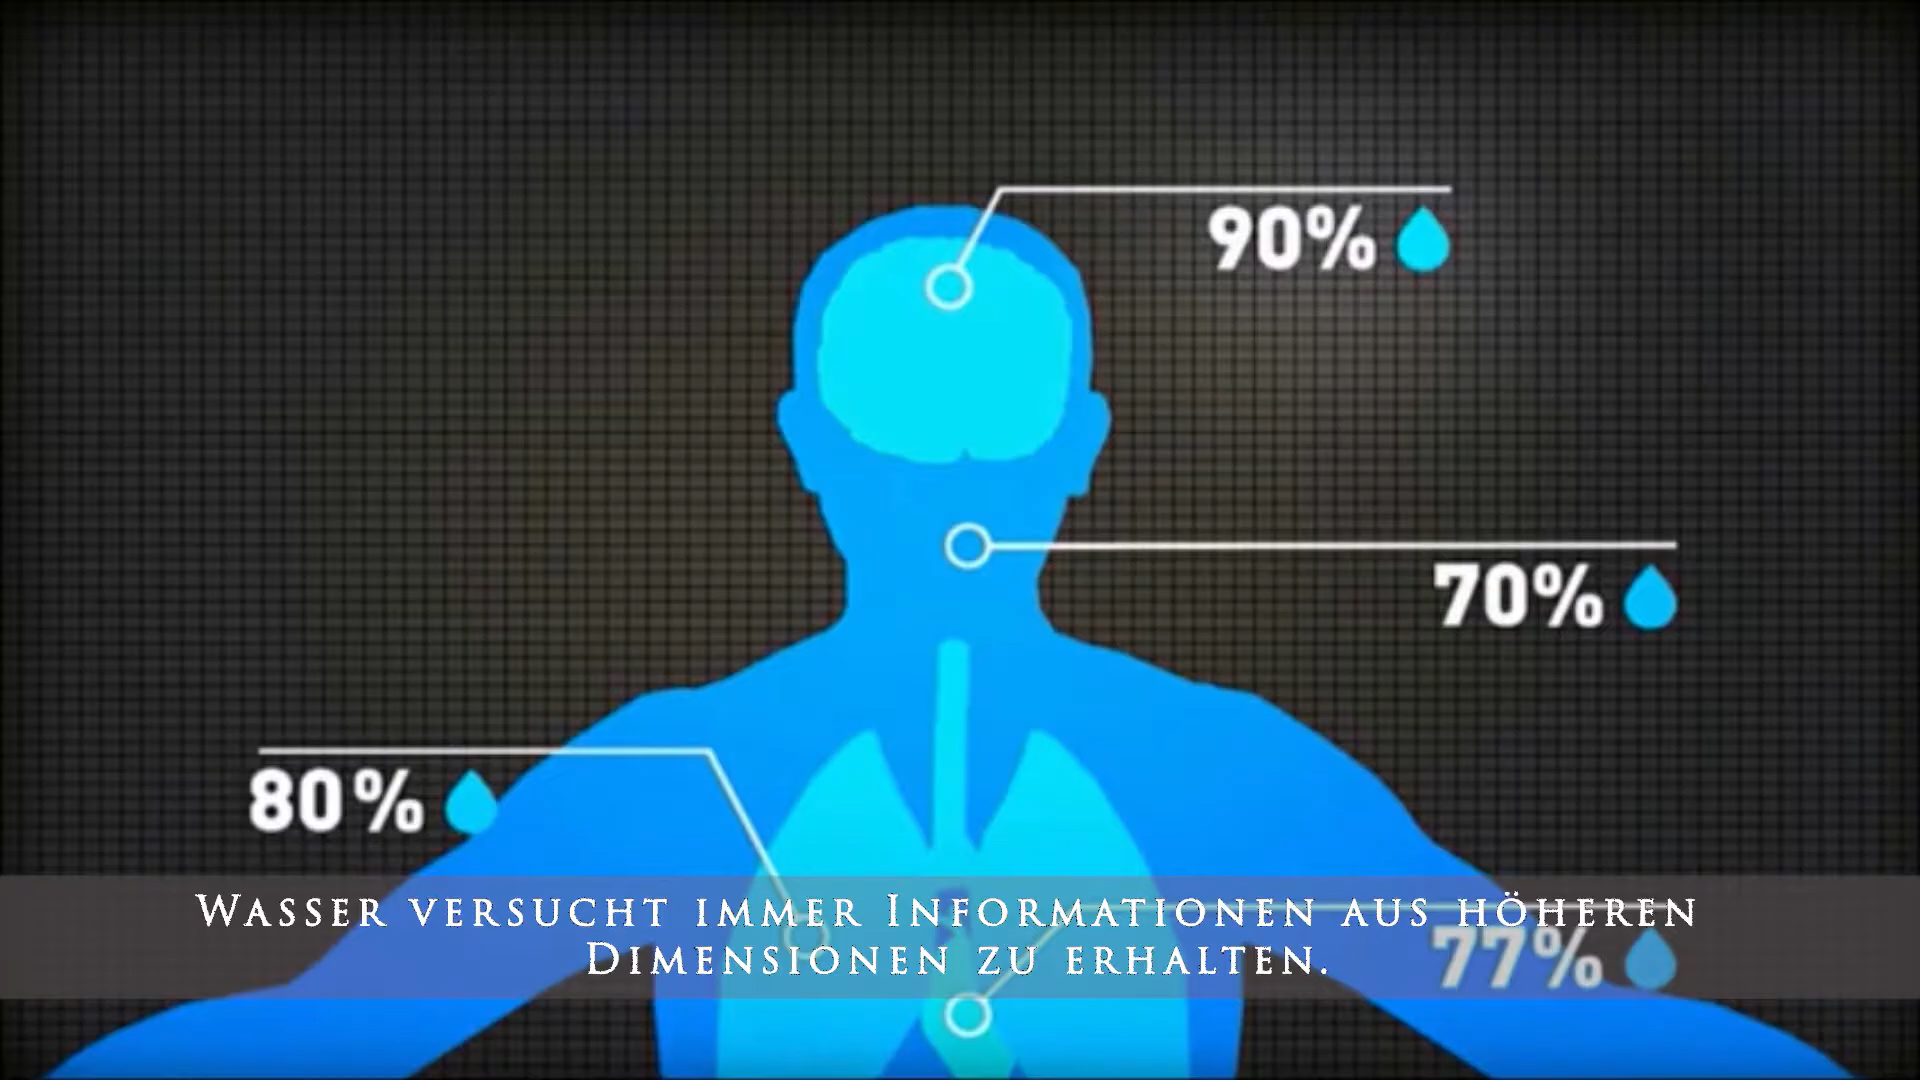 90%
70%
80%
WASSER VERSUCHT IMMER INFORMATIONEN AUS HÖHEREN
DIMENSIONEN ZU ERHALTEN.
77%